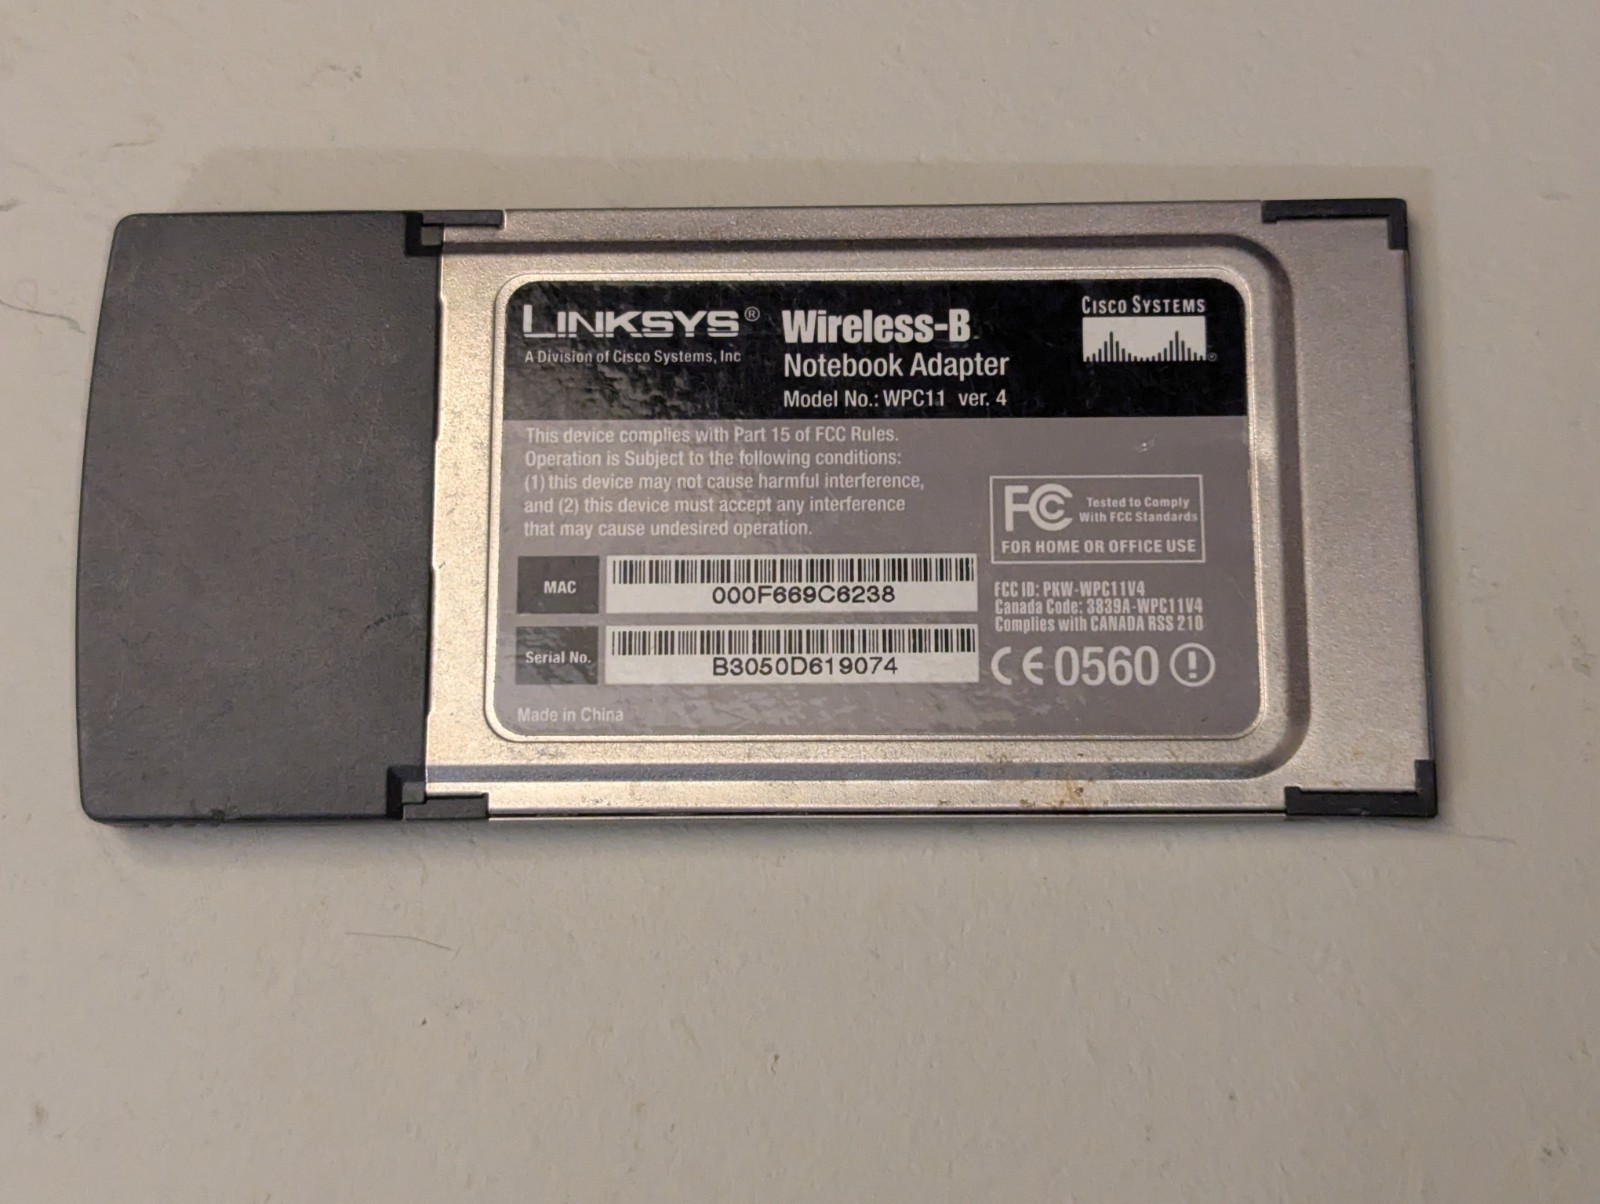 LINKSYS®
A Division of Cisco Systems, Inc
Wireless-B
Notebook Adapter
Model No.: WPC11 ver. 4
CISCO SYSTEMS
®
This device complies with Part 15 of FCC Rules.
Operation is Subject to the following conditions:
(1) this device may not cause harmful interference,
and (2) this device must accept any interference
that may cause undesired operation.
FCC
Tested to Comply
With FCC Standards
FOR HOME OR OFFICE USE
MAC
000F669C6238
Serial No.
B3050D619074
FCC ID: PKW-WPC11V4
Canada Code: 3839A-WPC11V4
Complies with CANADA RSS 210
CE 0560 !
Made in China